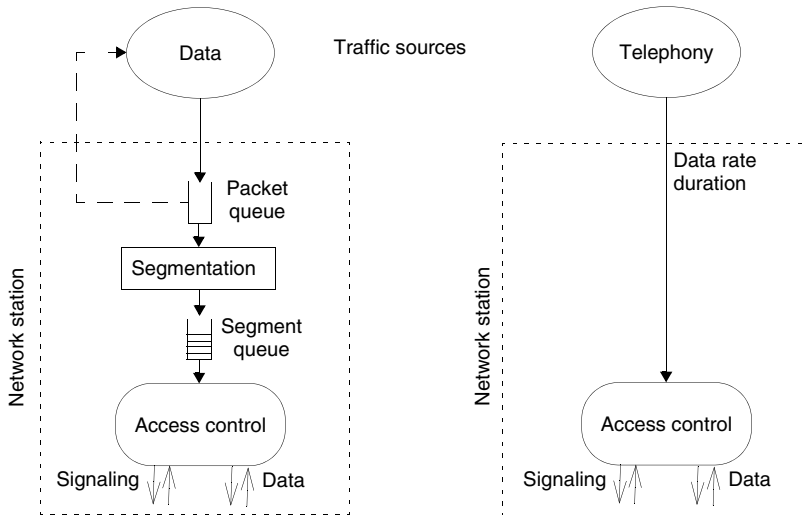 Data
Traffic sources
Telephony
Packet
queue
Segmentation
Segment
queue
Network station
Access control
Signaling
Data
Data rate
duration
Network station
Access control
Signaling
Data